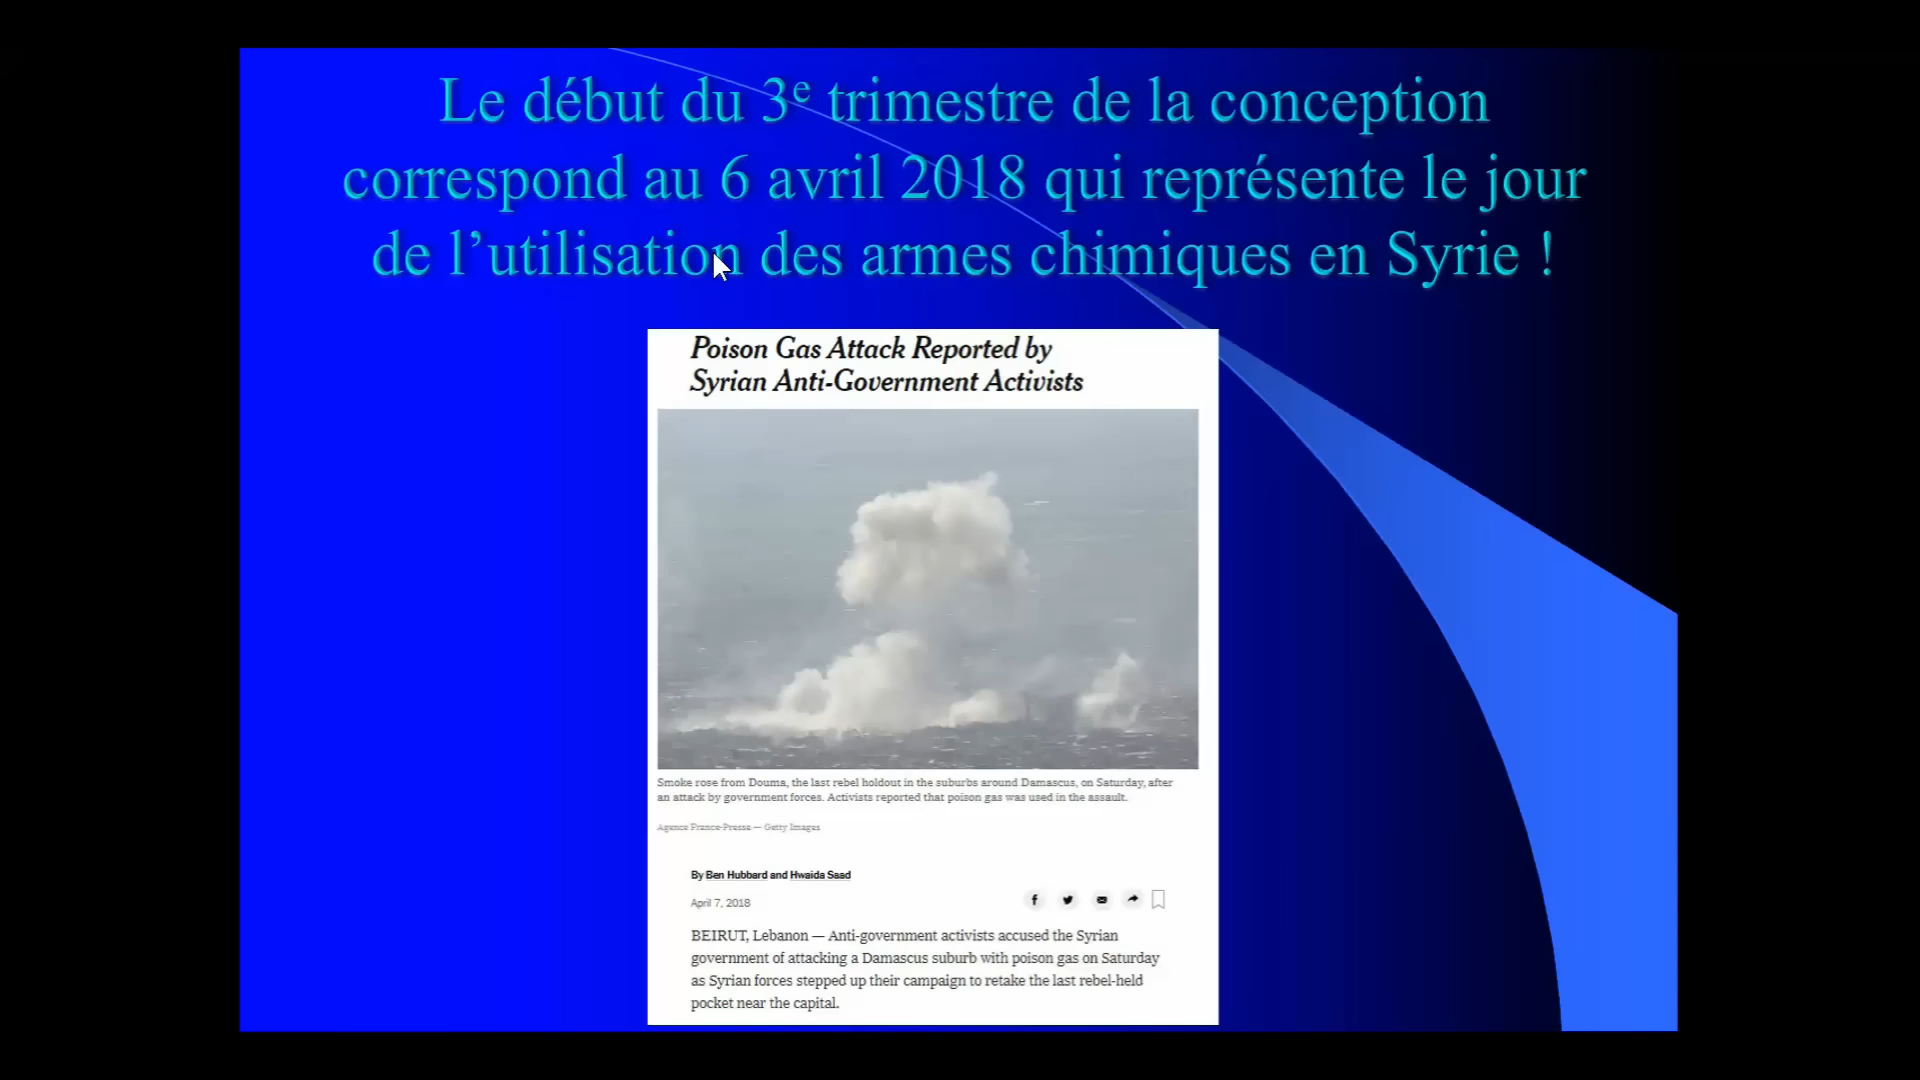 Le début du 3e trimestre de la conception
correspond au 6 avril 2018 qui représente le jour
de l’utilisation des armes chimiques en Syrie !
Poison Gas Attack Reported by
Syrian Anti-Government Activists
Smoke rose from Douma, the last rebel holdout in the suburbs around Damascus, on Saturday, after
an attack by government forces. Activists reported that poison gas was used in the assault.
Agence France-Presse — Getty Images
By Ben Hubbard and Hwaida Saad
April 7, 2018
BEIRUT, Lebanon — Anti-government activists accused the Syrian
government of attacking a Damascus suburb with poison gas on Saturday
as Syrian forces stepped up their campaign to retake the last rebel-held
pocket near the capital.